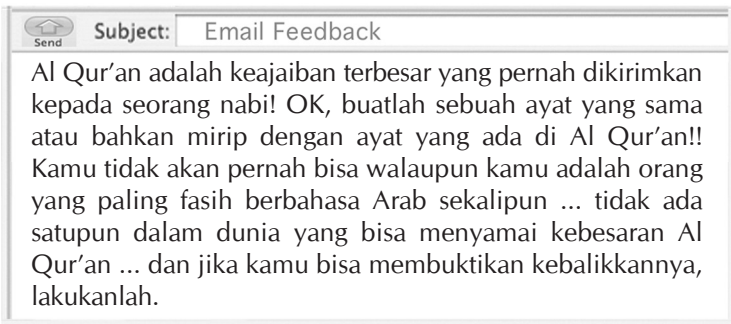 Send Subject: Email Feedback
Al Qur’an adalah keajaiban terbesar yang pernah dikirimkan
kepada seorang nabi! OK, buatlah sebuah ayat yang sama
atau bahkan mirip dengan ayat yang ada di Al Qur’an!!
Kamu tidak akan pernah bisa walaupun kamu adalah orang
yang paling fasih berbahasa Arab sekalipun ... tidak ada
satupun dalam dunia yang bisa menyamai kebesaran Al
Qur’an ... dan jika kamu bisa membuktikan kebalikkannya,
lakukanlah.